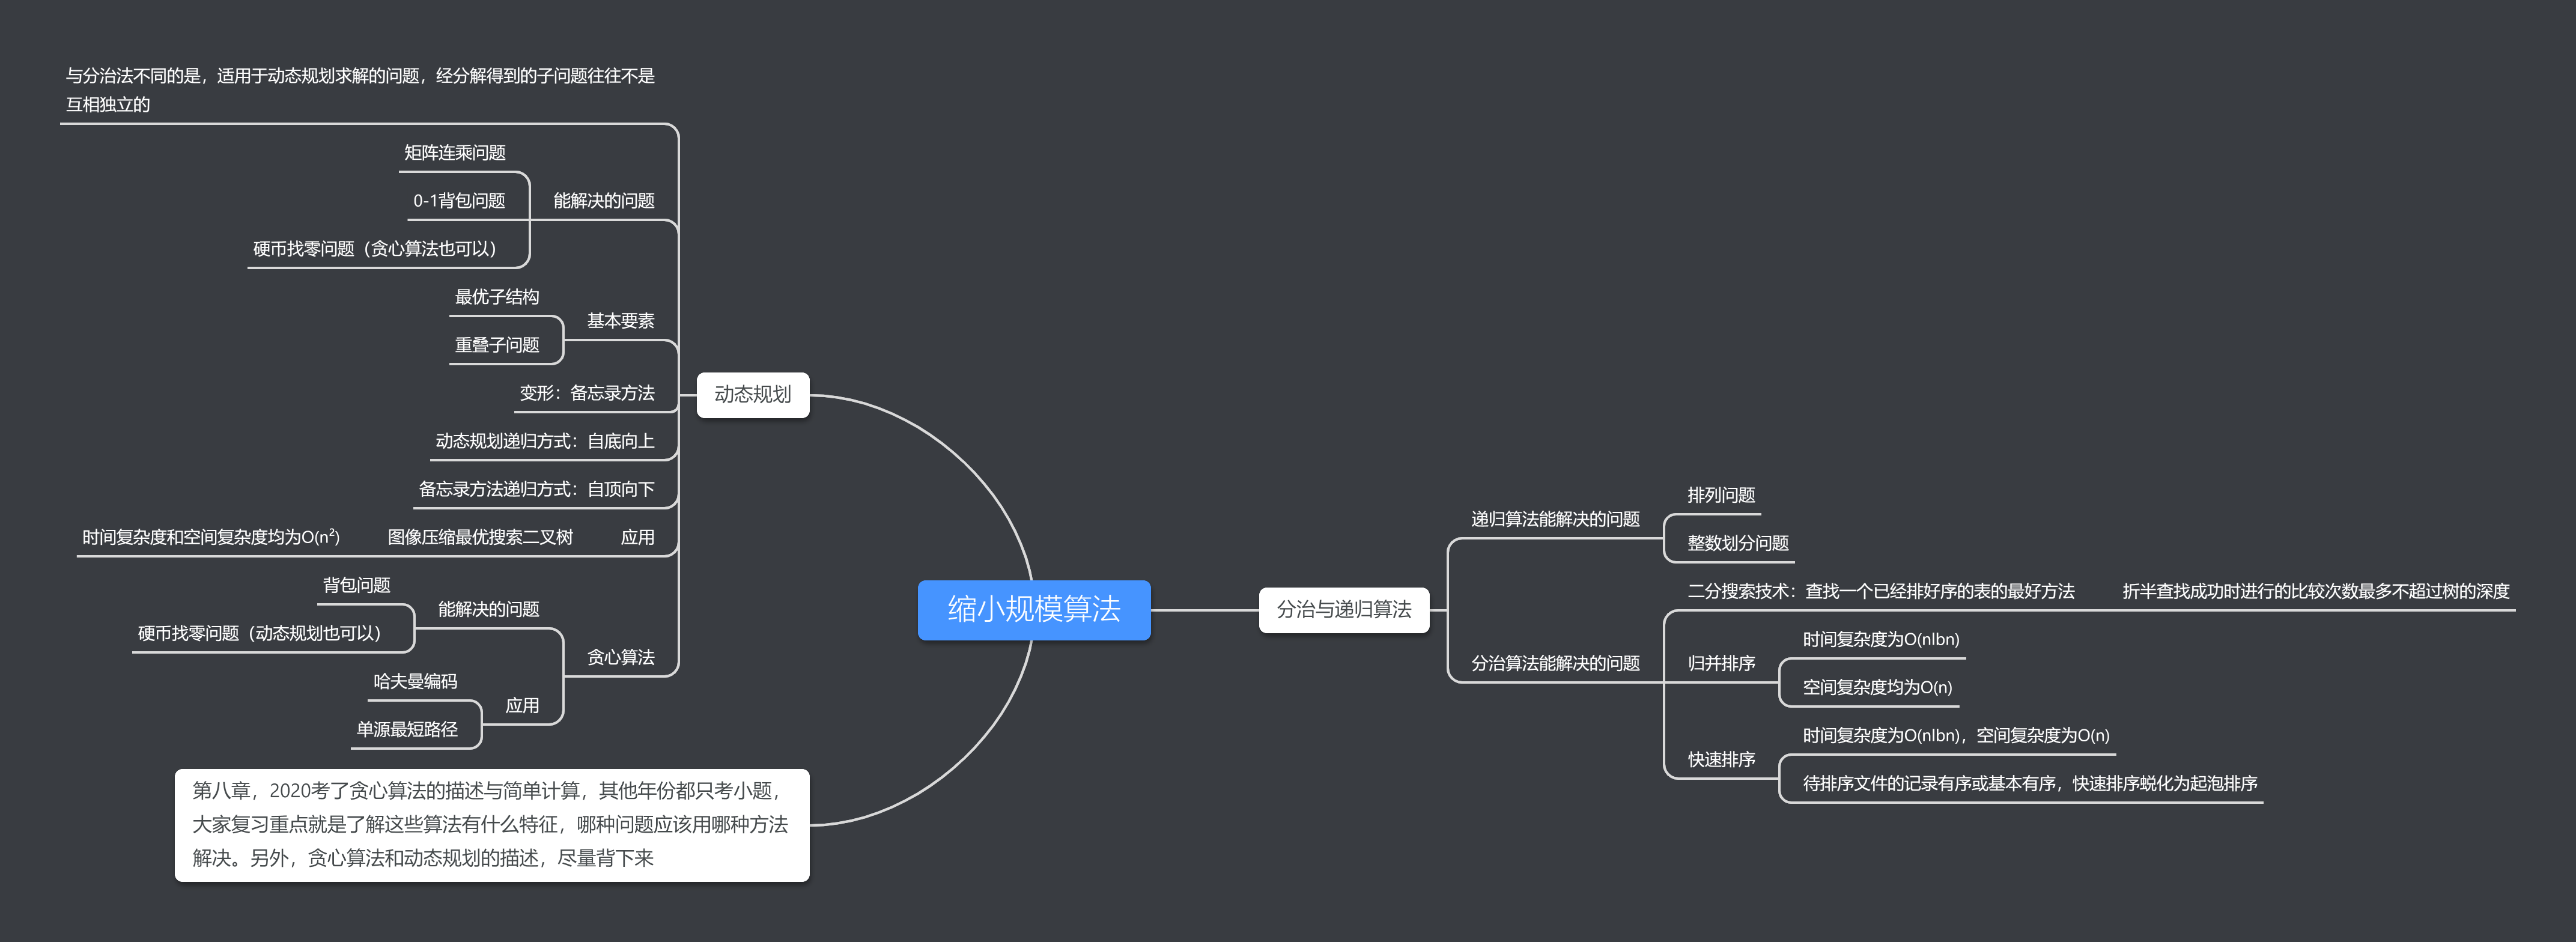 缩小规模算法
分治与递归算法
递归算法能解决的问题
排列问题
整数划分问题
分治算法能解决的问题
二分搜索技术：查找一个已经排好序的表的最好方法
折半查找成功时进行的比较次数最多不超过树的深度
归并排序
时间复杂度为O(nlbn)
空间复杂度均为O(n)
快速排序
时间复杂度为O(nlbn)，空间复杂度为O(n)
待排序文件的记录有序或基本有序，快速排序蜕化为起泡排序
动态规划
与分治法不同的是，适用于动态规划求解的问题，经分解得到的子问题往往不是
互相独立的
能解决的问题
矩阵连乘问题
0-1背包问题
硬币找零问题（贪心算法也可以）
基本要素
最优子结构
重叠子问题
变形：备忘录方法
动态规划递归方式：自底向上
备忘录方法递归方式：自顶向下
应用
图像压缩最优搜索二叉树
时间复杂度和空间复杂度均为O(n²)
贪心算法
能解决的问题
背包问题
硬币找零问题（动态规划也可以）
应用
哈夫曼编码
单源最短路径
第八章，2020考了贪心算法的描述与简单计算，其他年份都只考小题，
大家复习重点就是了解这些算法有什么特征，哪种问题应该用哪种方法
解决。另外，贪心算法和动态规划的描述，尽量背下来